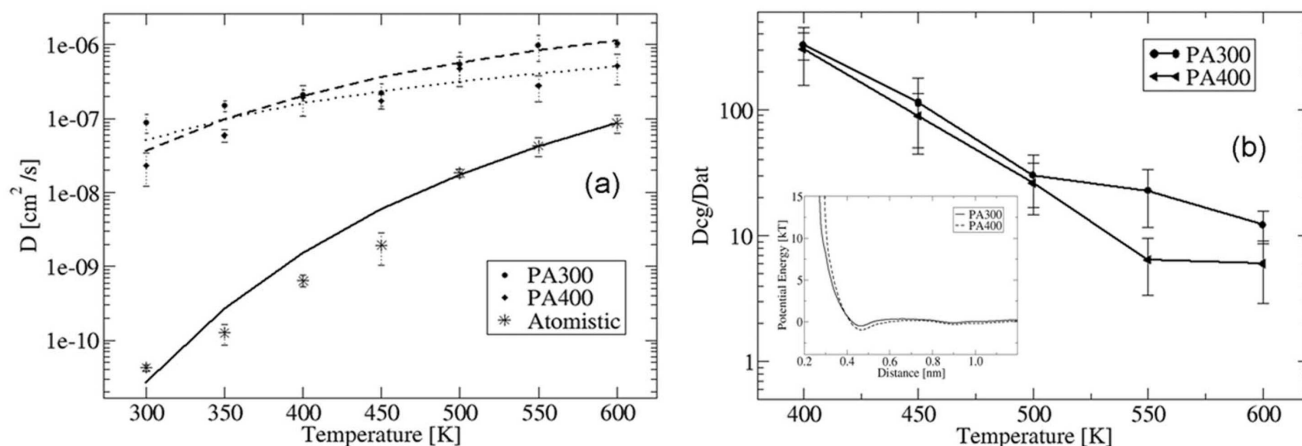 1e-06
1e-07
1e-08
1e-09
1e-10
D [cm2 /s]
300 350 400 450 500 550 600
Temperature [K]
(a)
PA300
PA400
Atomistic
100
10
1
Dcg/Dat
400 450 500 550 600
Temperature [K]
(b)
PA300
PA400
15
10
5
0
Potential Energy [kT]
0.2 0.4 0.6 0.8 1.0
Distance [nm]
PA300
PA400